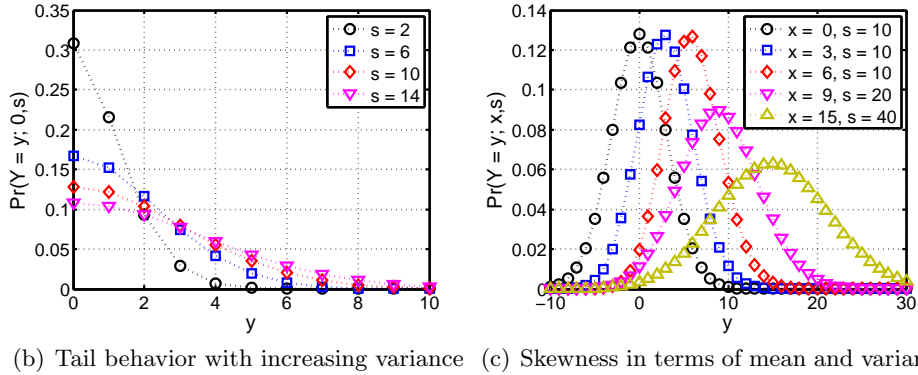 Pr(Y = y; 0,s)
0.35
0.3
0.25
0.2
0.15
0.1
0.05
0
0 2 4 6 8 10
y
s = 2
s = 6
s = 10
s = 14
(b) Tail behavior with increasing variance
Pr(Y = y; x,s)
0.14
0.12
0.1
0.08
0.06
0.04
0.02
0
−10 0 10 20 30
y
x = 0, s = 10
x = 3, s = 10
x = 6, s = 10
x = 9, s = 20
x = 15, s = 40
(c) Skewness in terms of mean and varian